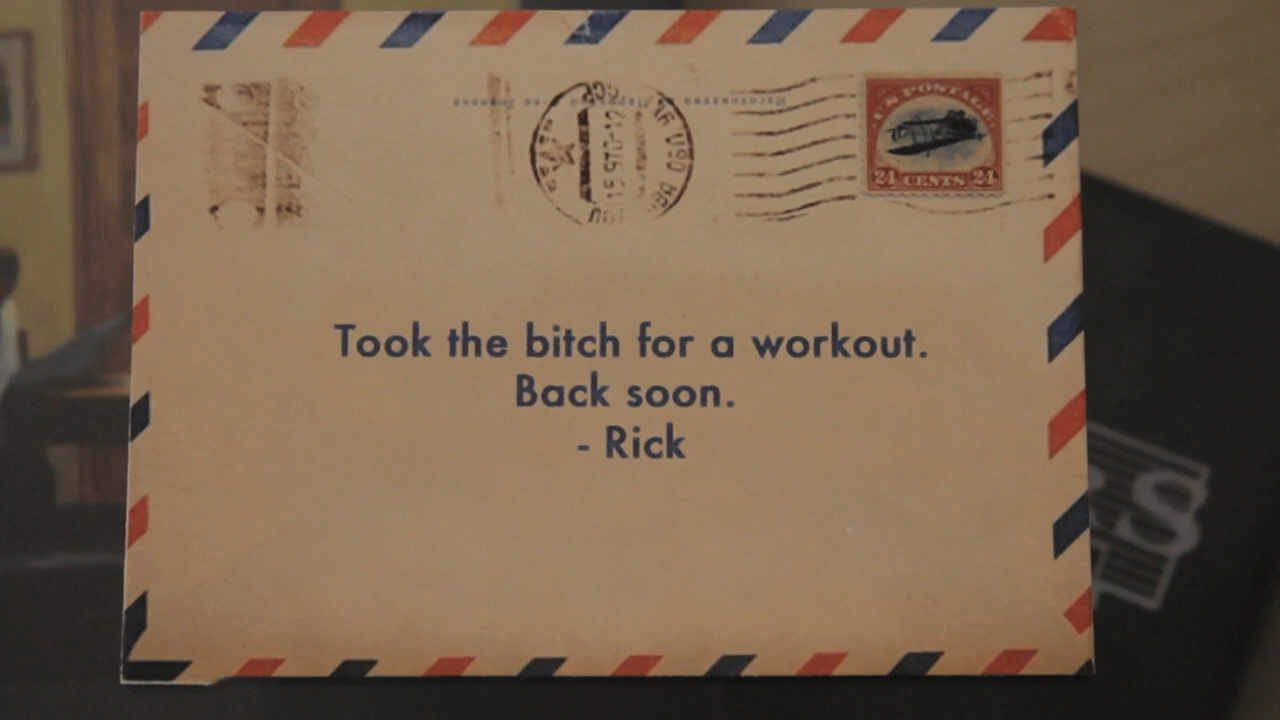 U.S POSTAGE
24 CENTS 24
Took the bitch for a workout.
Back soon.
- Rick